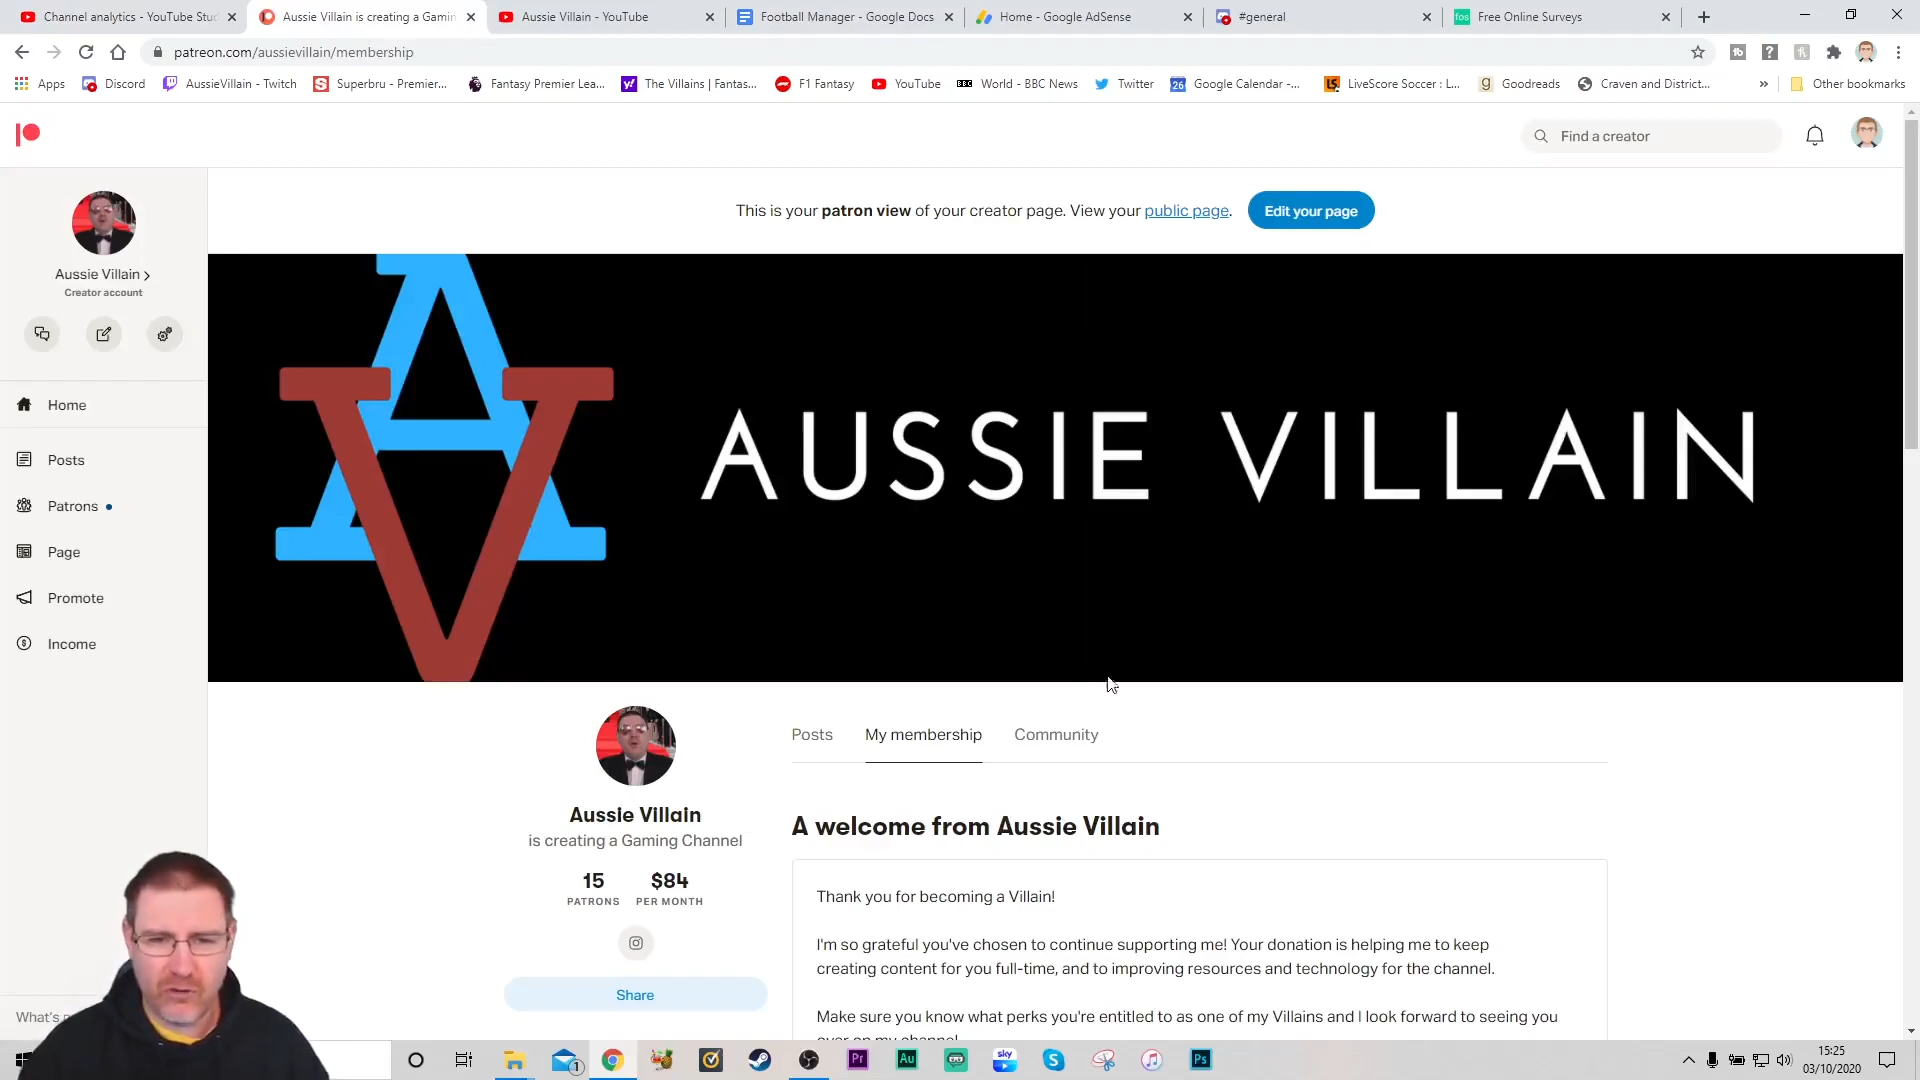 Channel analytics - YouTube Stu
Aussie Villain is creating a Gamin
Aussie Villain - YouTube
Football Manager - Google Docs
Home - Google AdSense
#general
Free Online Surveys
patreon.com/aussievillain/membership
Apps
Discord
AussieVillain - Twitch
Superbru - Premier...
Fantasy Premier Lea...
The Villains | Fantas...
F1 Fantasy
YouTube
World - BBC News
Twitter
Google Calendar -...
LiveScore Soccer : L...
Goodreads
Craven and District...
Other bookmarks
Find a creator
This is your patron view of your creator page. View your public page.
Edit your page
Aussie Villain
Creator account
Home
Posts
Patrons
Page
Promote
Income
What's
AV
AUSSIE VILLAIN
Aussie Villain
is creating a Gaming Channel
15
PATRONS
$84
PER MONTH
Share
Posts
My membership
Community
A welcome from Aussie Villain
Thank you for becoming a Villain!
I'm so grateful you've chosen to continue supporting me! Your donation is helping me to keep
creating content for you full-time, and to improving resources and technology for the channel.
Make sure you know what perks you're entitled to as one of my Villains and I look forward to seeing you
over on my channel
15:25
03/10/2020